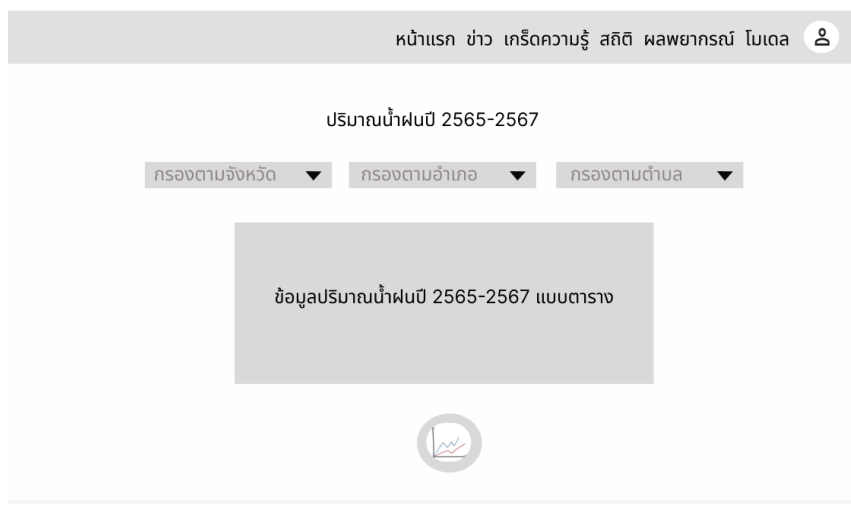 หน้าแรก ข่าว เกร็ดความรู้ สถิติ ผลพยากรณ์ โมเดล
ปริมาณน้ำฝนปี 2565-2567
กรองตามจังหวัด กรองตามอำเภอ กรองตามตำบล
ข้อมูลปริมาณน้ำฝนปี 2565-2567 แบบตาราง